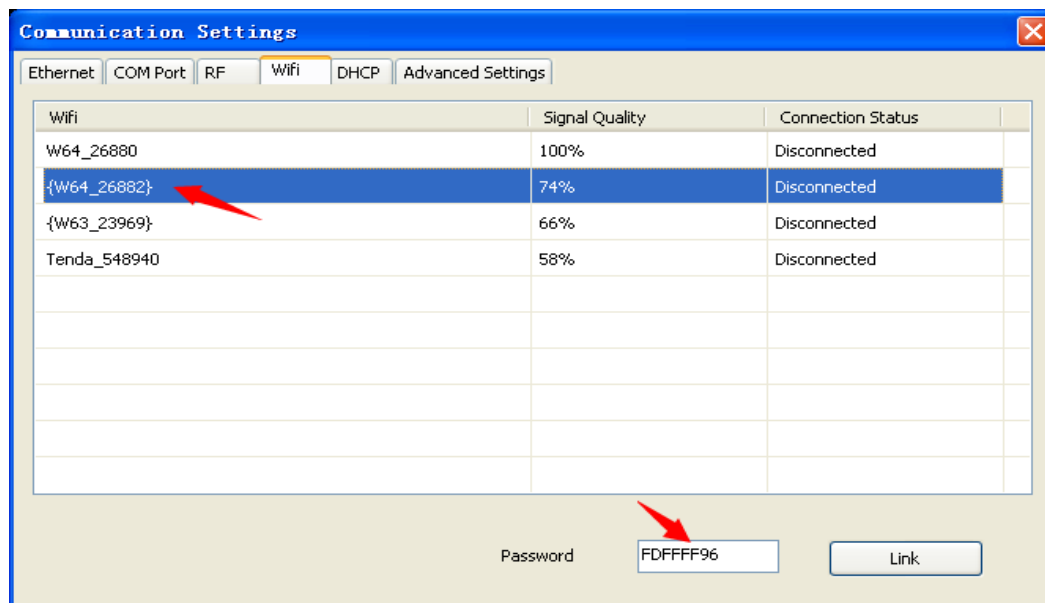 Communication Settings
Ethernet COM Port RF Wifi DHCP Advanced Settings
Wifi Signal Quality Connection Status
W64_26880 100% Disconnected
{W64_26882} 74% Disconnected
{W63_23969} 66% Disconnected
Tenda_548940 58% Disconnected
Password FDFFFF96 Link